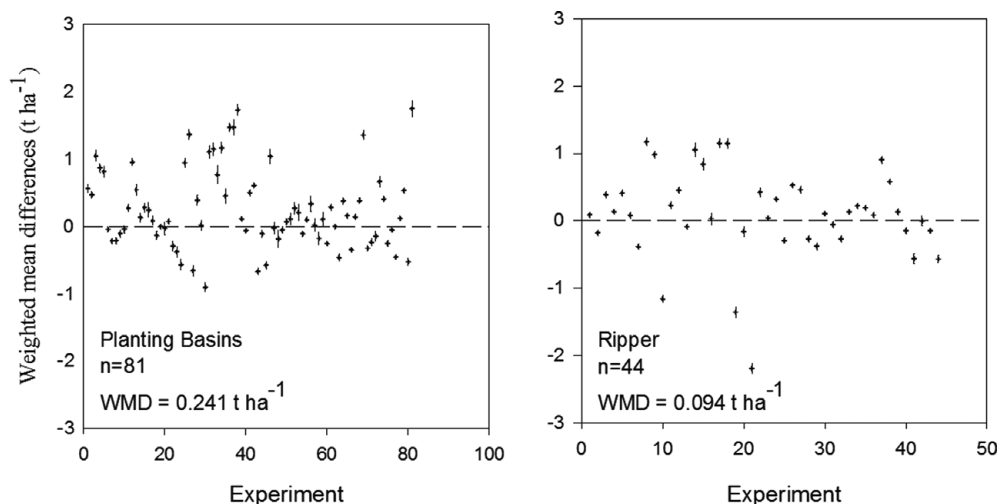 Weighted mean differences (t ha⁻¹)
3
2
1
0
-1
-2
-3
Planting Basins
n=81
WMD = 0.241 t ha⁻¹
0 20 40 60 80 100
Experiment
3
2
1
0
-1
-2
-3
Ripper
n=44
WMD = 0.094 t ha⁻¹
0 10 20 30 40 50
Experiment